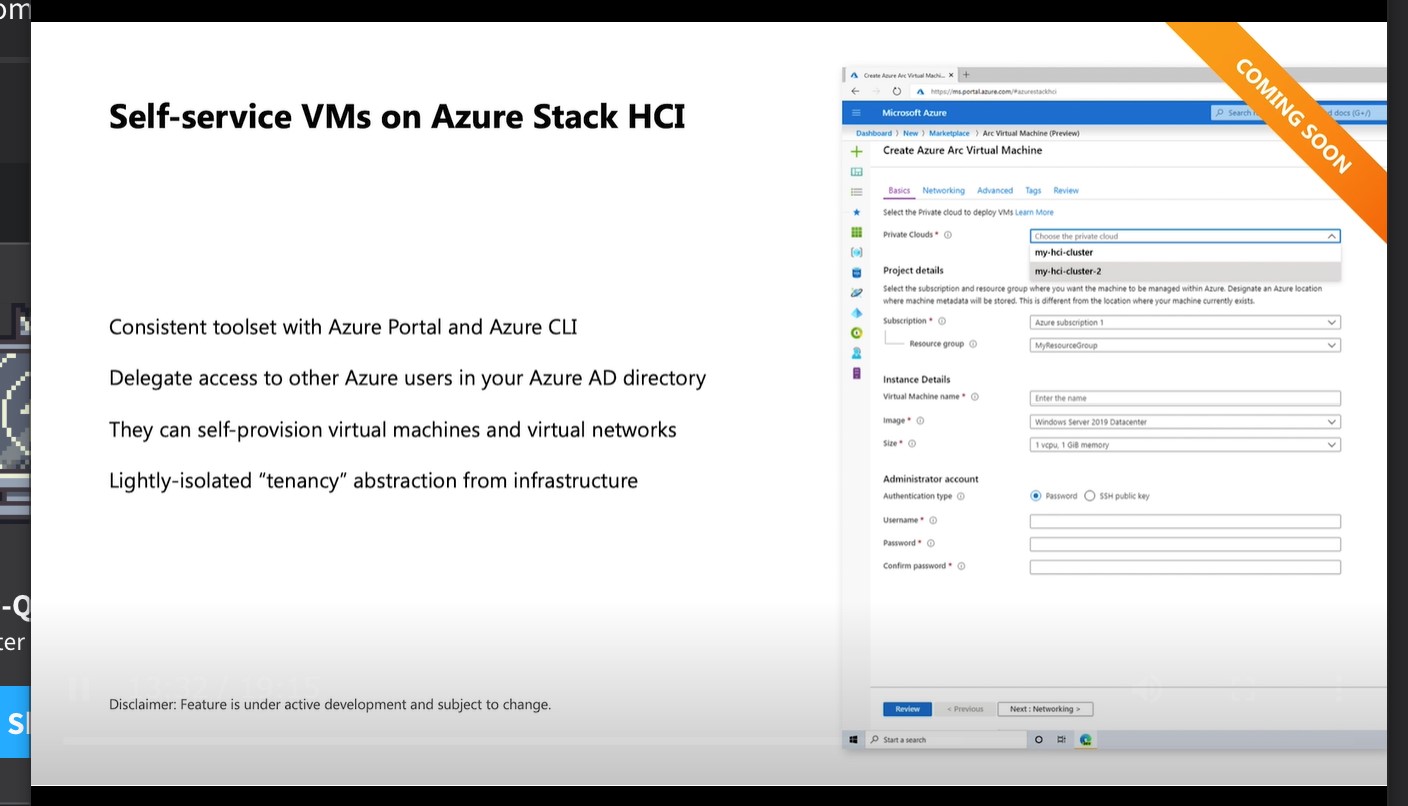 om
COMING SOON
Self-service VMs on Azure Stack HCI
Consistent toolset with Azure Portal and Azure CLI
Delegate access to other Azure users in your Azure AD directory
They can self-provision virtual machines and virtual networks
Lightly-isolated “tenancy” abstraction from infrastructure
Disclaimer: Feature is under active development and subject to change.
-Q
ter
Sl
Create Azure Arc Virtual Machi...
https://ms.portal.azure.com/#azurestackhci
Microsoft Azure
Search r
d docs (G+/)
Dashboard > New > Marketplace > Arc Virtual Machine (Preview)
Create Azure Arc Virtual Machine
Basics Networking Advanced Tags Review
Select the Private cloud to deploy VMs Learn More
Private Clouds * Choose the private cloud
my-hci-cluster
my-hci-cluster-2
Project details
Select the subscription and resource group where you want the machine to be managed within Azure. Designate an Azure location
where machine metadata will be stored. This is different from the location where your machine currently exists.
Subscription * Azure subscription 1
Resource group MyResourceGroup
Instance Details
Virtual Machine name * Enter the name
Image * Windows Server 2019 Datacenter
Size * 1 vcpu, 1 GiB memory
Administrator account
Authentication type Password SSH public key
Username *
Password *
Confirm password *
Review < Previous Next : Networking >
Start a search